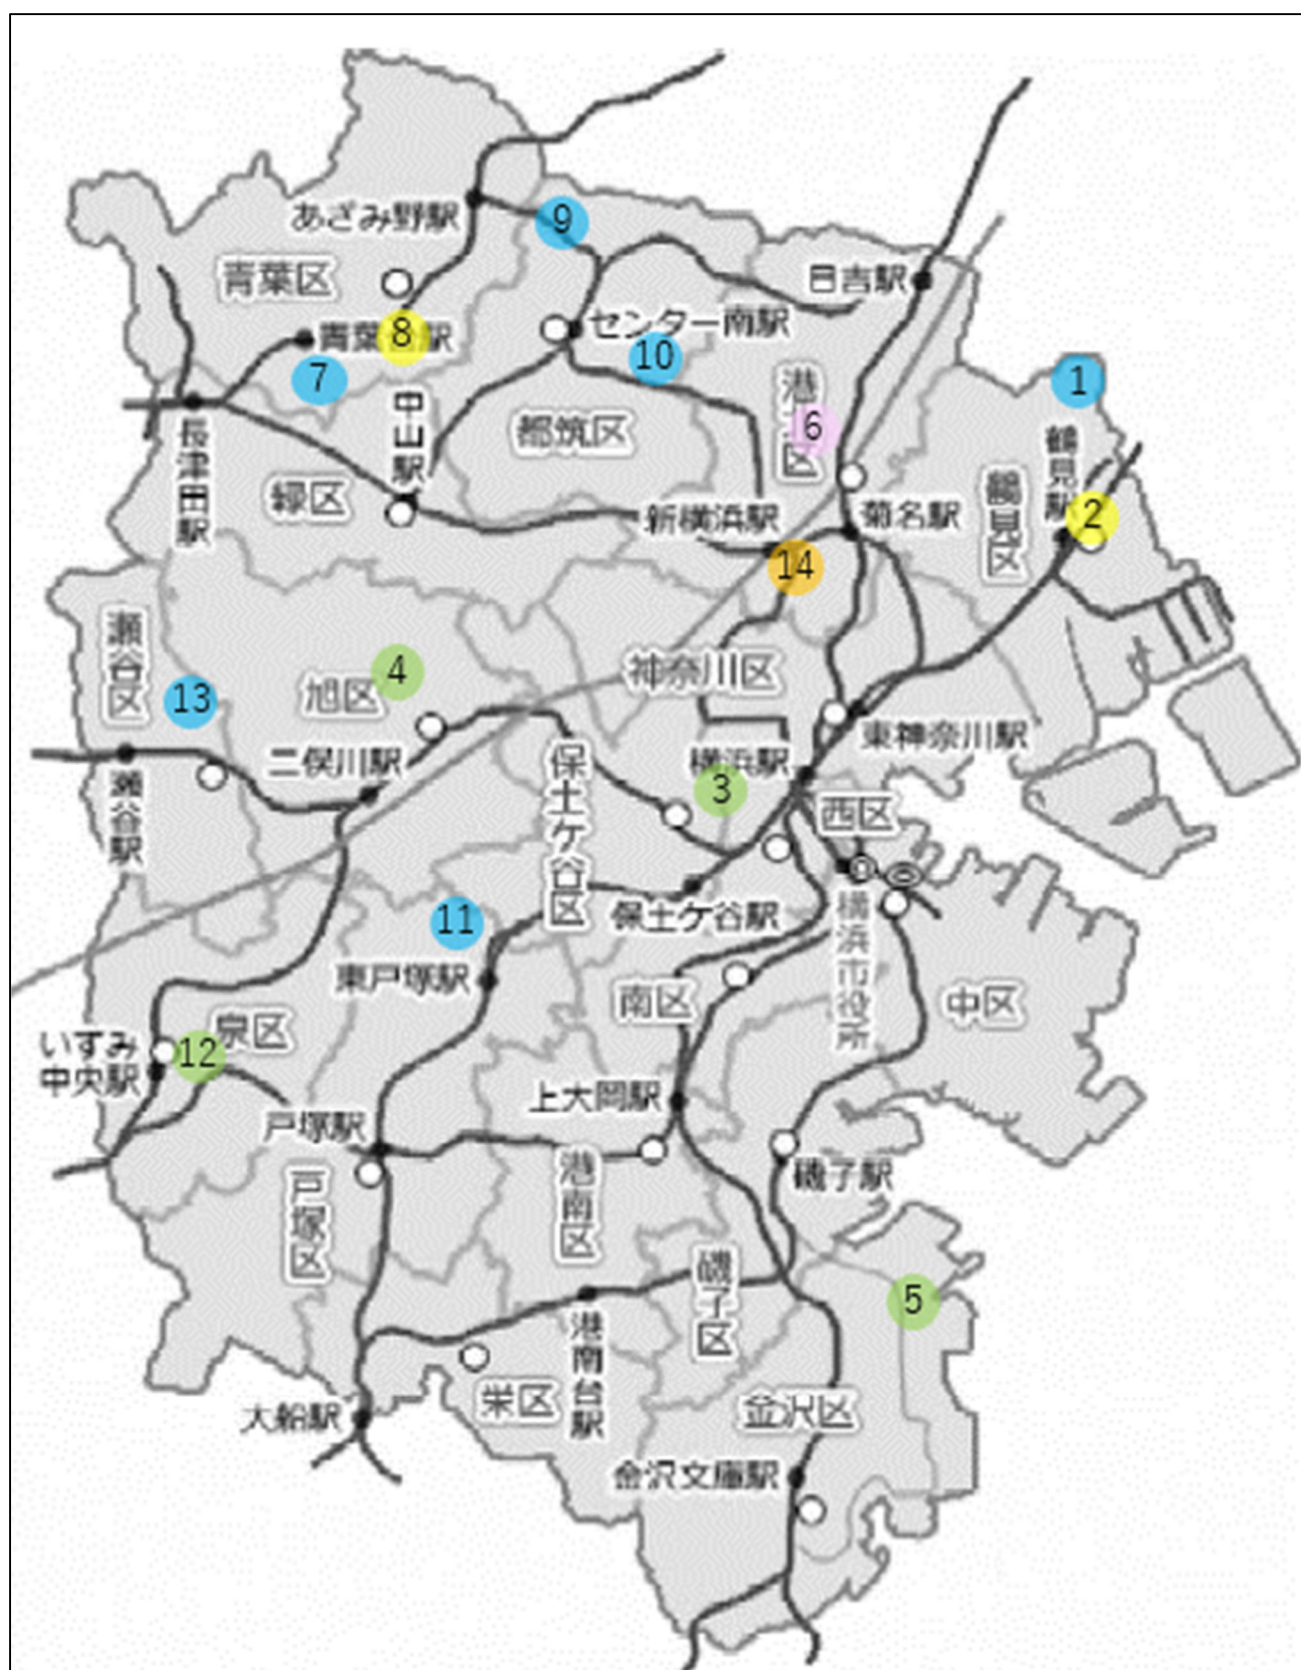 あざみ野駅
9
青葉区
日吉駅
センター南駅
青葉台駅
8
10
7
1
港北区
6
中山駅
都筑区
長津田駅
鶴見駅
鶴見区
緑区
新横浜駅
菊名駅
2
14
瀬谷区
4
神奈川区
旭区
13
東神奈川駅
二俣川駅
保土ケ谷区
横浜駅
3
瀬谷駅
西区
11
保土ケ谷駅
横浜市役所
東戸塚駅
南区
中区
泉区
いずみ
中央駅
12
上大岡駅
戸塚駅
磯子駅
戸塚区
港南区
磯子区
5
港南台駅
栄区
大船駅
金沢区
金沢文庫駅